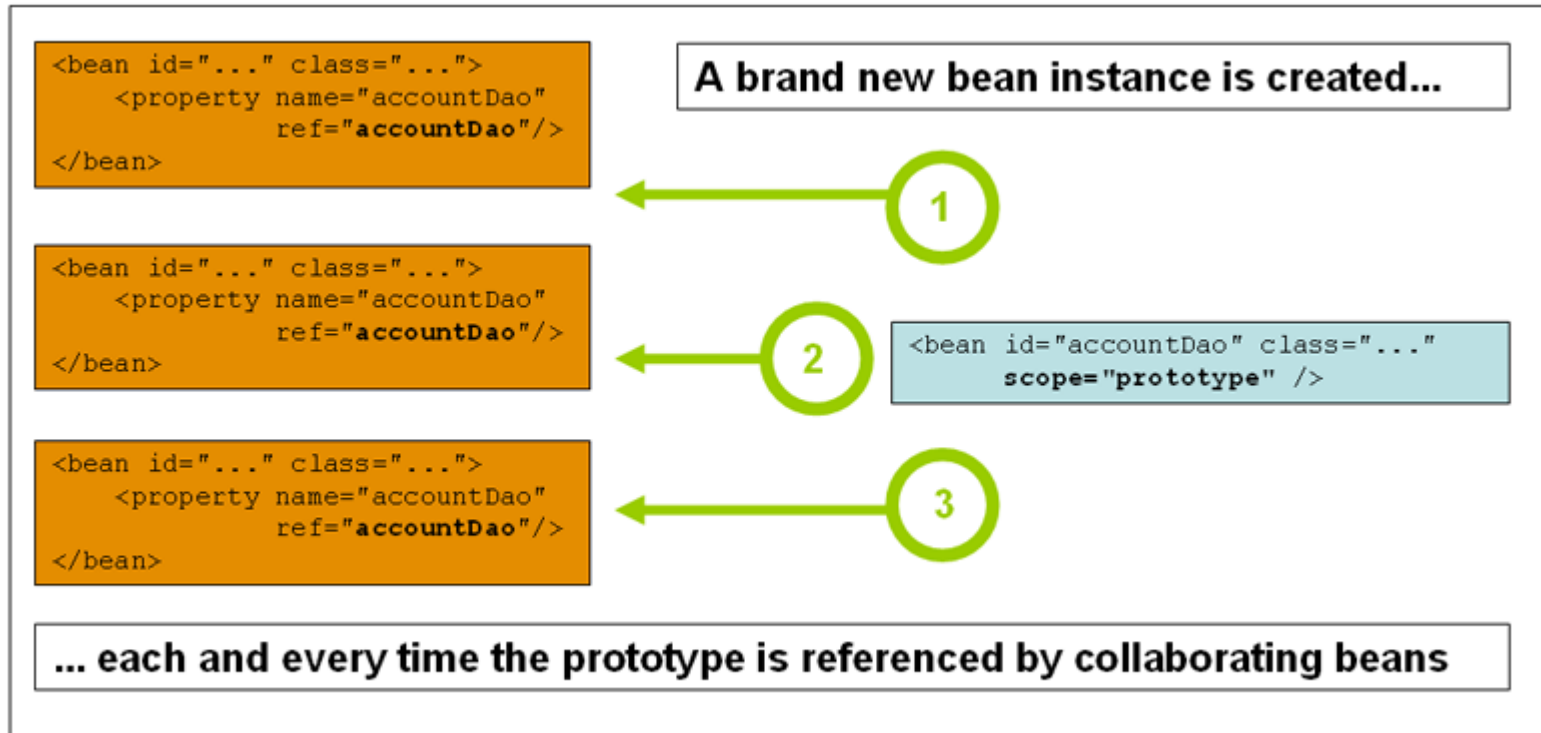 <bean id="..." class="...">
    <property name="accountDao"
              ref="accountDao"/>
</bean>
A brand new bean instance is created...
1
<bean id="..." class="...">
    <property name="accountDao"
              ref="accountDao"/>
</bean>
2
<bean id="accountDao" class="..."
      scope="prototype" />
<bean id="..." class="...">
    <property name="accountDao"
              ref="accountDao"/>
</bean>
3
... each and every time the prototype is referenced by collaborating beans